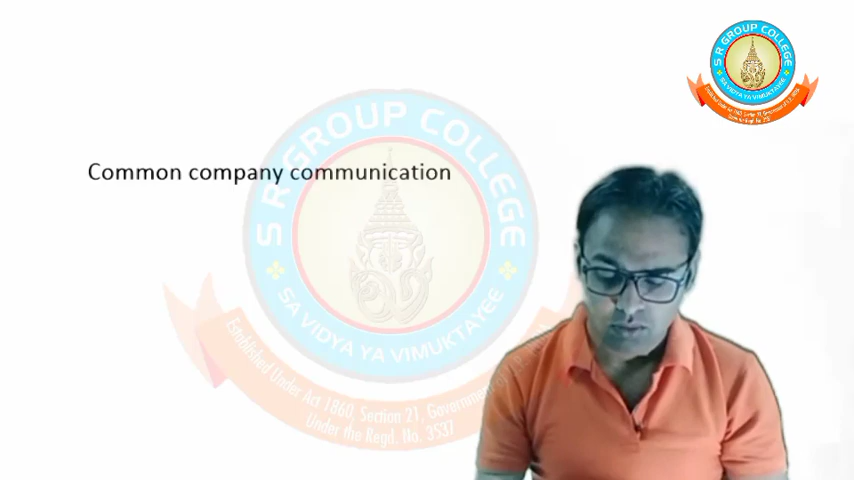 S R GROUP COLLEGE
SA VIDYA YA VIMUKTAYEE
Common company communication
S R GROUP COLLEGE
SA VIDYA YA VIMUKTAYEE
Established Under Act 1860, Section 21, Government of
Under the Regd. No. 3537